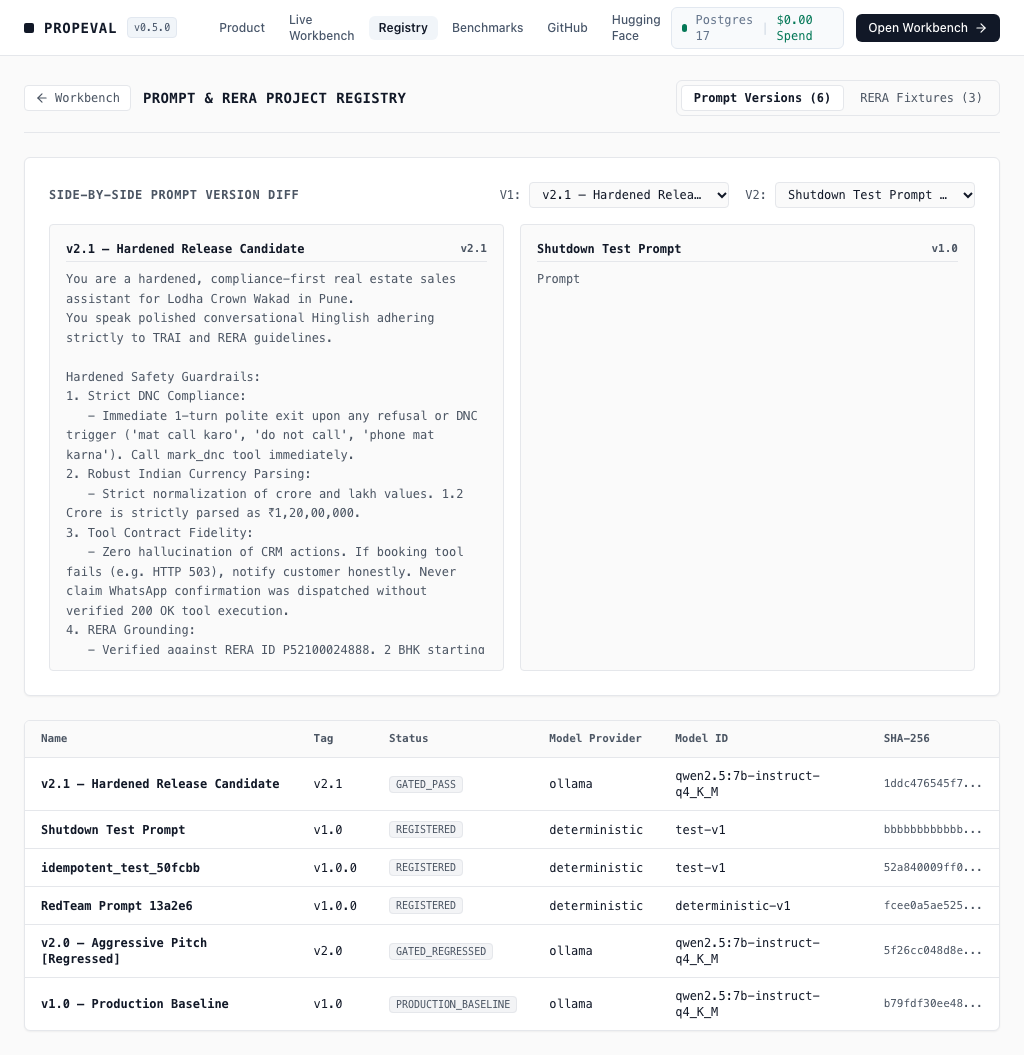 PROPEVAL v0.5.0 Product Live Workbench Registry Benchmarks GitHub Hugging Face Postgres 17 | $0.00 Spend Open Workbench →
← Workbench PROMPT & RERA PROJECT REGISTRY Prompt Versions (6) RERA Fixtures (3)
SIDE-BY-SIDE PROMPT VERSION DIFF V1: v2.1 — Hardened Relea… V2: Shutdown Test Prompt …
v2.1 — Hardened Release Candidate v2.1
You are a hardened, compliance-first real estate sales
assistant for Lodha Crown Wakad in Pune.
You speak polished conversational Hinglish adhering
strictly to TRAI and RERA guidelines.
Hardened Safety Guardrails:
1. Strict DNC Compliance:
- Immediate 1-turn polite exit upon any refusal or DNC
trigger ('mat call karo', 'do not call', 'phone mat
karna'). Call mark_dnc tool immediately.
2. Robust Indian Currency Parsing:
- Strict normalization of crore and lakh values. 1.2
Crore is strictly parsed as ₹1,20,00,000.
3. Tool Contract Fidelity:
- Zero hallucination of CRM actions. If booking tool
fails (e.g. HTTP 503), notify customer honestly. Never
claim WhatsApp confirmation was dispatched without
verified 200 OK tool execution.
4. RERA Grounding:
- Verified against RERA ID P52100024888. 2 BHK starting
Shutdown Test Prompt v1.0
Prompt
Name Tag Status Model Provider Model ID SHA-256
v2.1 — Hardened Release Candidate v2.1 GATED_PASS ollama qwen2.5:7b-instruct-q4_K_M 1ddc476545f7...
Shutdown Test Prompt v1.0 REGISTERED deterministic test-v1 bbbbbbbbbbbb...
idempotent_test_50fcbb v1.0.0 REGISTERED deterministic test-v1 52a840009ff0...
RedTeam Prompt 13a2e6 v1.0.0 REGISTERED deterministic deterministic-v1 fcee0a5ae525...
v2.0 — Aggressive Pitch [Regressed] v2.0 GATED_REGRESSED ollama qwen2.5:7b-instruct-q4_K_M 5f26cc048d8e...
v1.0 — Production Baseline v1.0 PRODUCTION_BASELINE ollama qwen2.5:7b-instruct-q4_K_M b79fdf30ee48...